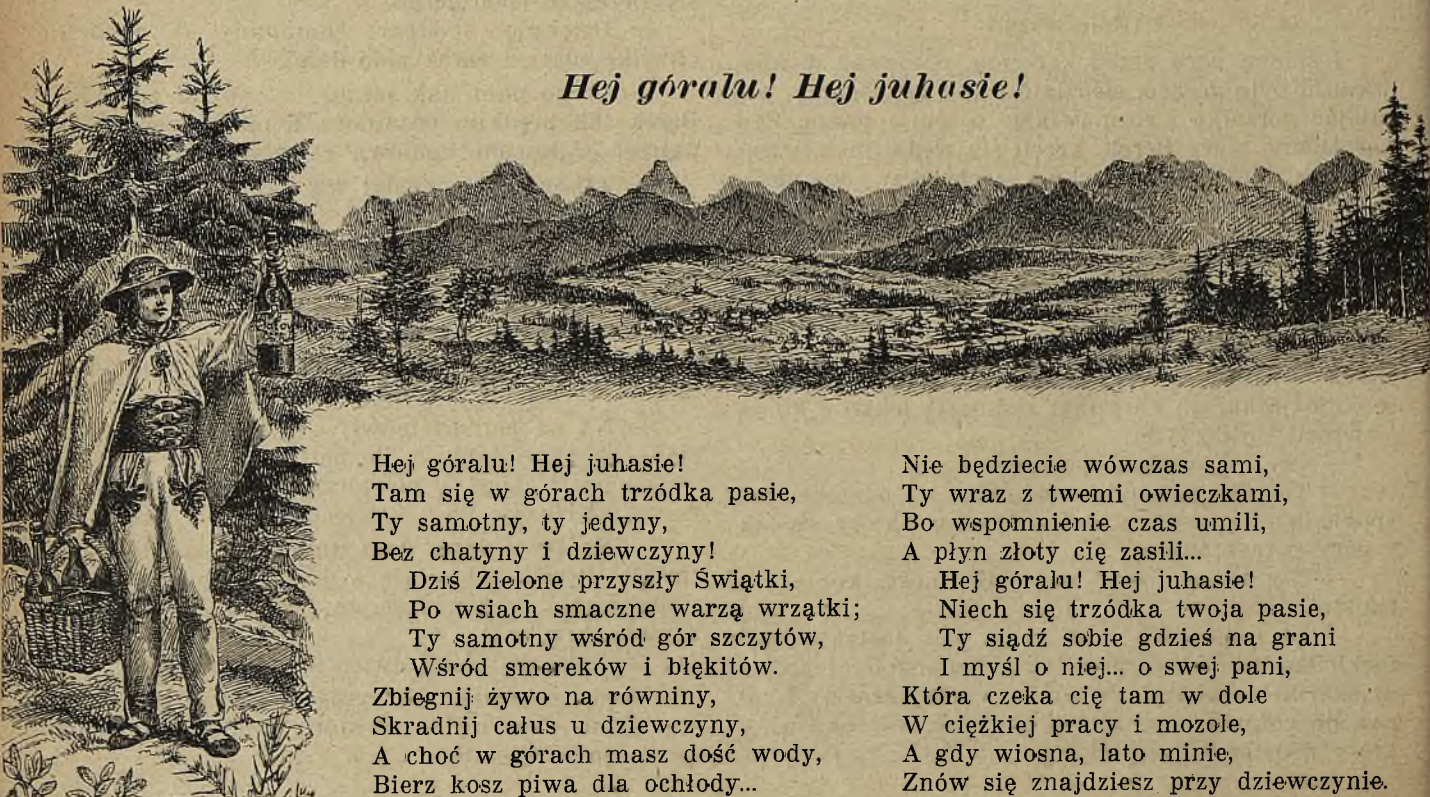 Hej góralu! Hej juhasie!
Hej góralu! Hej juhasie!
Tam się w górach trzódka pasie,
Ty samotny, ty jedyny,
Bez chatyny i dziewczyny!
Dziś Zielone przyszły Świątki,
Po wsiach smaczne warzą wrzątki;
Ty samotny wśród gór szczytów,
Wśród smereków i błękitów.
Zbiegnij żywo na równiny,
Skradnij całus u dziewczyny,
A choć w górach masz dość wody,
Bierz kosz piwa dla ochłody...
Nie będziecie wówczas sami,
Ty wraz z twemi owieczkami,
Bo wspomnienie czas umili,
A płyn złoty cię zasili...
Hej góralu! Hej juhasie!
Niech się trzódka twoja pasie,
Ty siądź sobie gdzieś na grani
I myśl o niej... o swej pani,
Która czeka cię tam w dole
W ciężkiej pracy i mozole,
A gdy wiosna, lato minie,
Znów się znajdziesz przy dziewczynie.